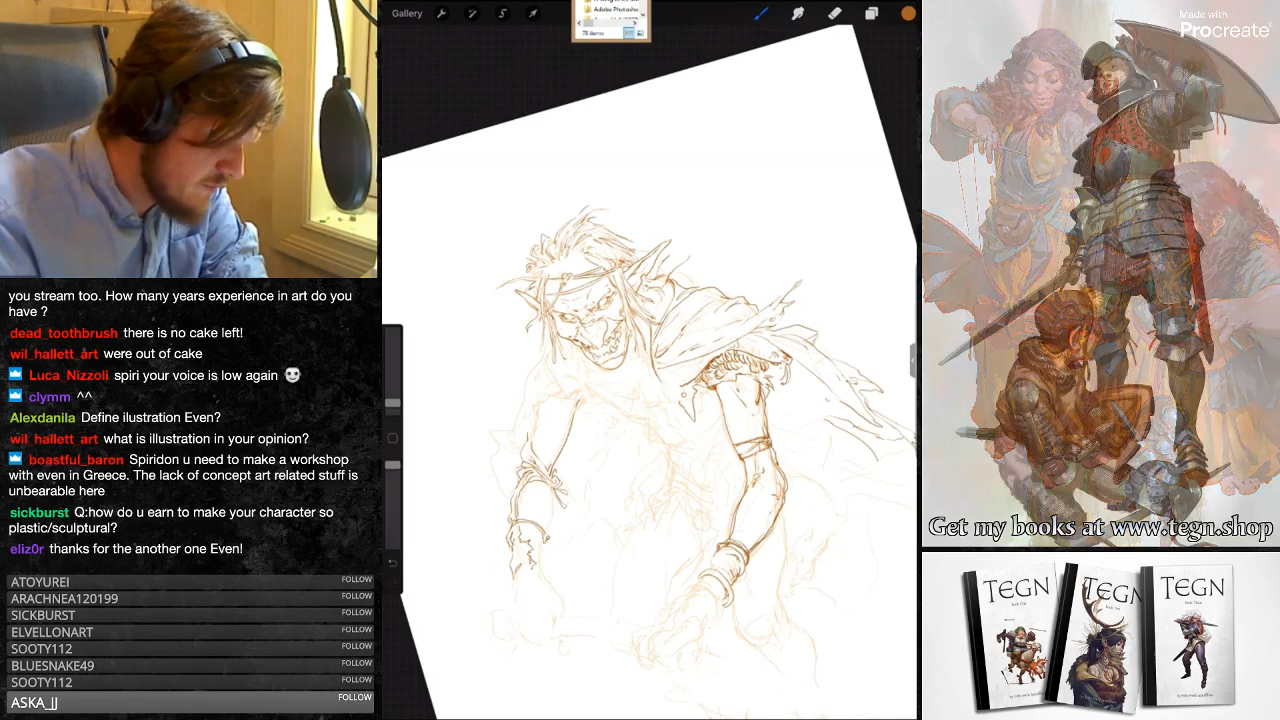 Gallery
Adobe Photosho
78 items
Made with
Procreate
you stream too. How many years experience in art do you
have ?
dead_toothbrush there is no cake left!
wil_hallett_art were out of cake
Luca_Nizzoli spiri your voice is low again
clymm ^^
Alexdanila Define ilustration Even?
wil_hallett_art what is illustration in your opinion?
boastful_baron Spiridon u need to make a workshop
with even in Greece. The lack of concept art related stuff is
unbearable here
sickburst Q:how do u earn to make your character so
plastic/sculptural?
eliz0r thanks for the another one Even!
ATOYUREI FOLLOW
ARACHNEA120199 FOLLOW
SICKBURST FOLLOW
ELVELLONART FOLLOW
SOOTY112 FOLLOW
BLUESNAKE49 FOLLOW
SOOTY112 FOLLOW
ASKA_JJ FOLLOW
Get my books at www.tegn.shop
TEGN
TEGN
TEGN